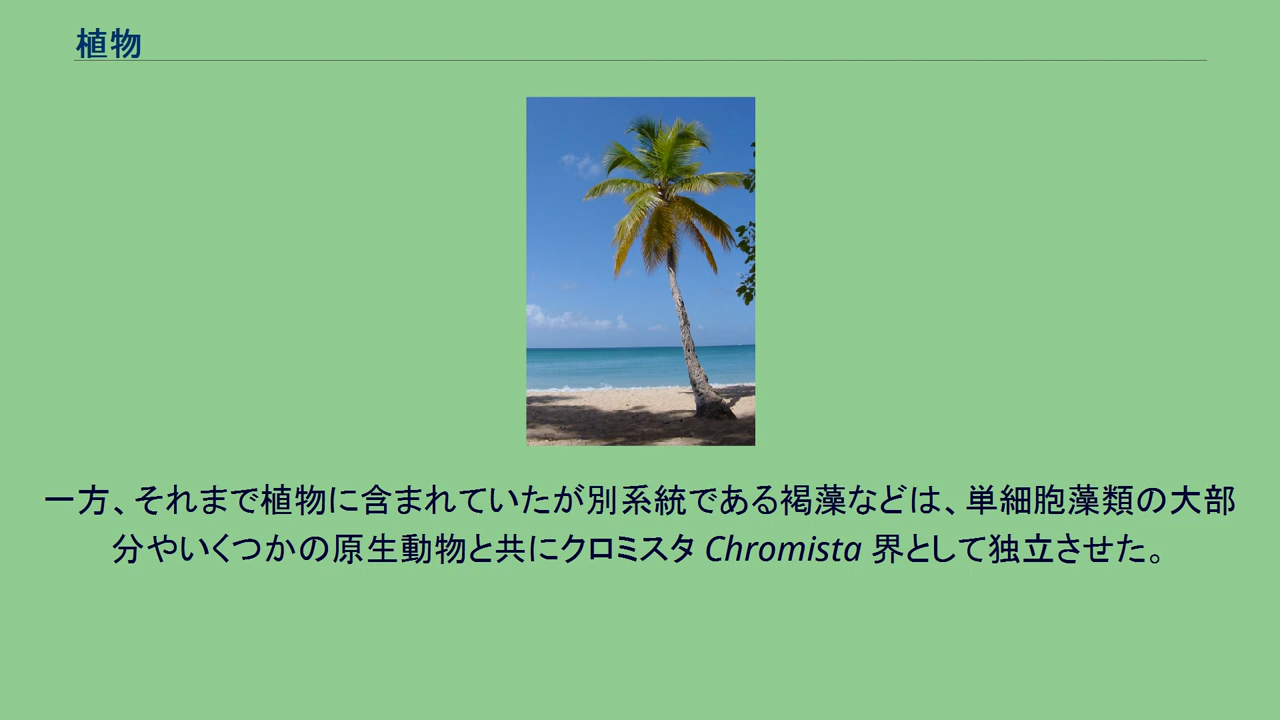 植物
一方、それまで植物に含まれていたが別系統である褐藻などは、単細胞藻類の大部
分やいくつかの原生動物と共にクロミスタ Chromista 界として独立させた。